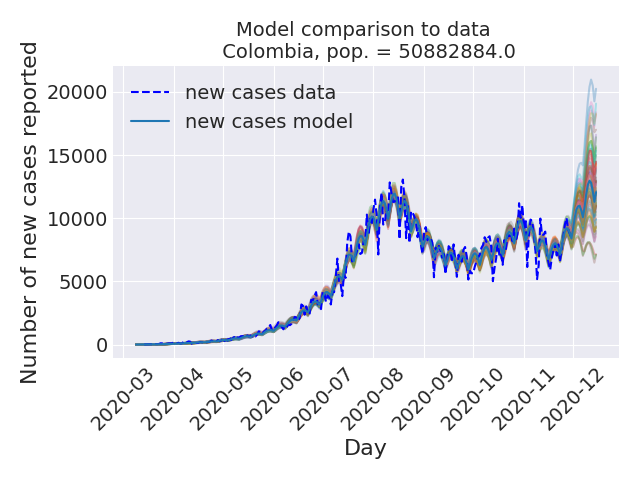 Model comparison to data
Colombia, pop. = 50882884.0
Number of new cases reported
20000
15000
10000
5000
0
new cases data
new cases model
2020-03
2020-04
2020-05
2020-06
2020-07
2020-08
2020-09
2020-10
2020-11
2020-12
Day